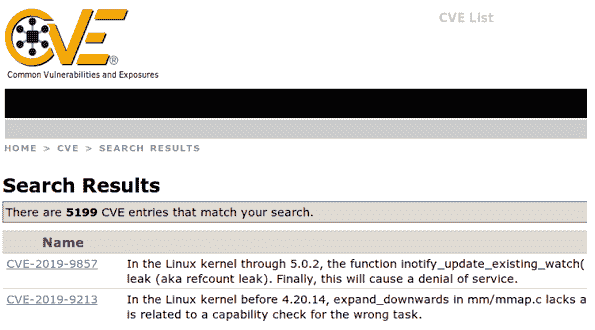 CVE®
CVE List
Common Vulnerabilities and Exposures
HOME > CVE > SEARCH RESULTS
Search Results
There are 5199 CVE entries that match your search.
Name
CVE-2019-9857 In the Linux kernel through 5.0.2, the function inotify_update_existing_watch(
leak (aka refcount leak). Finally, this will cause a denial of service.
CVE-2019-9213 In the Linux kernel before 4.20.14, expand_downwards in mm/mmap.c lacks a
is related to a capability check for the wrong task.